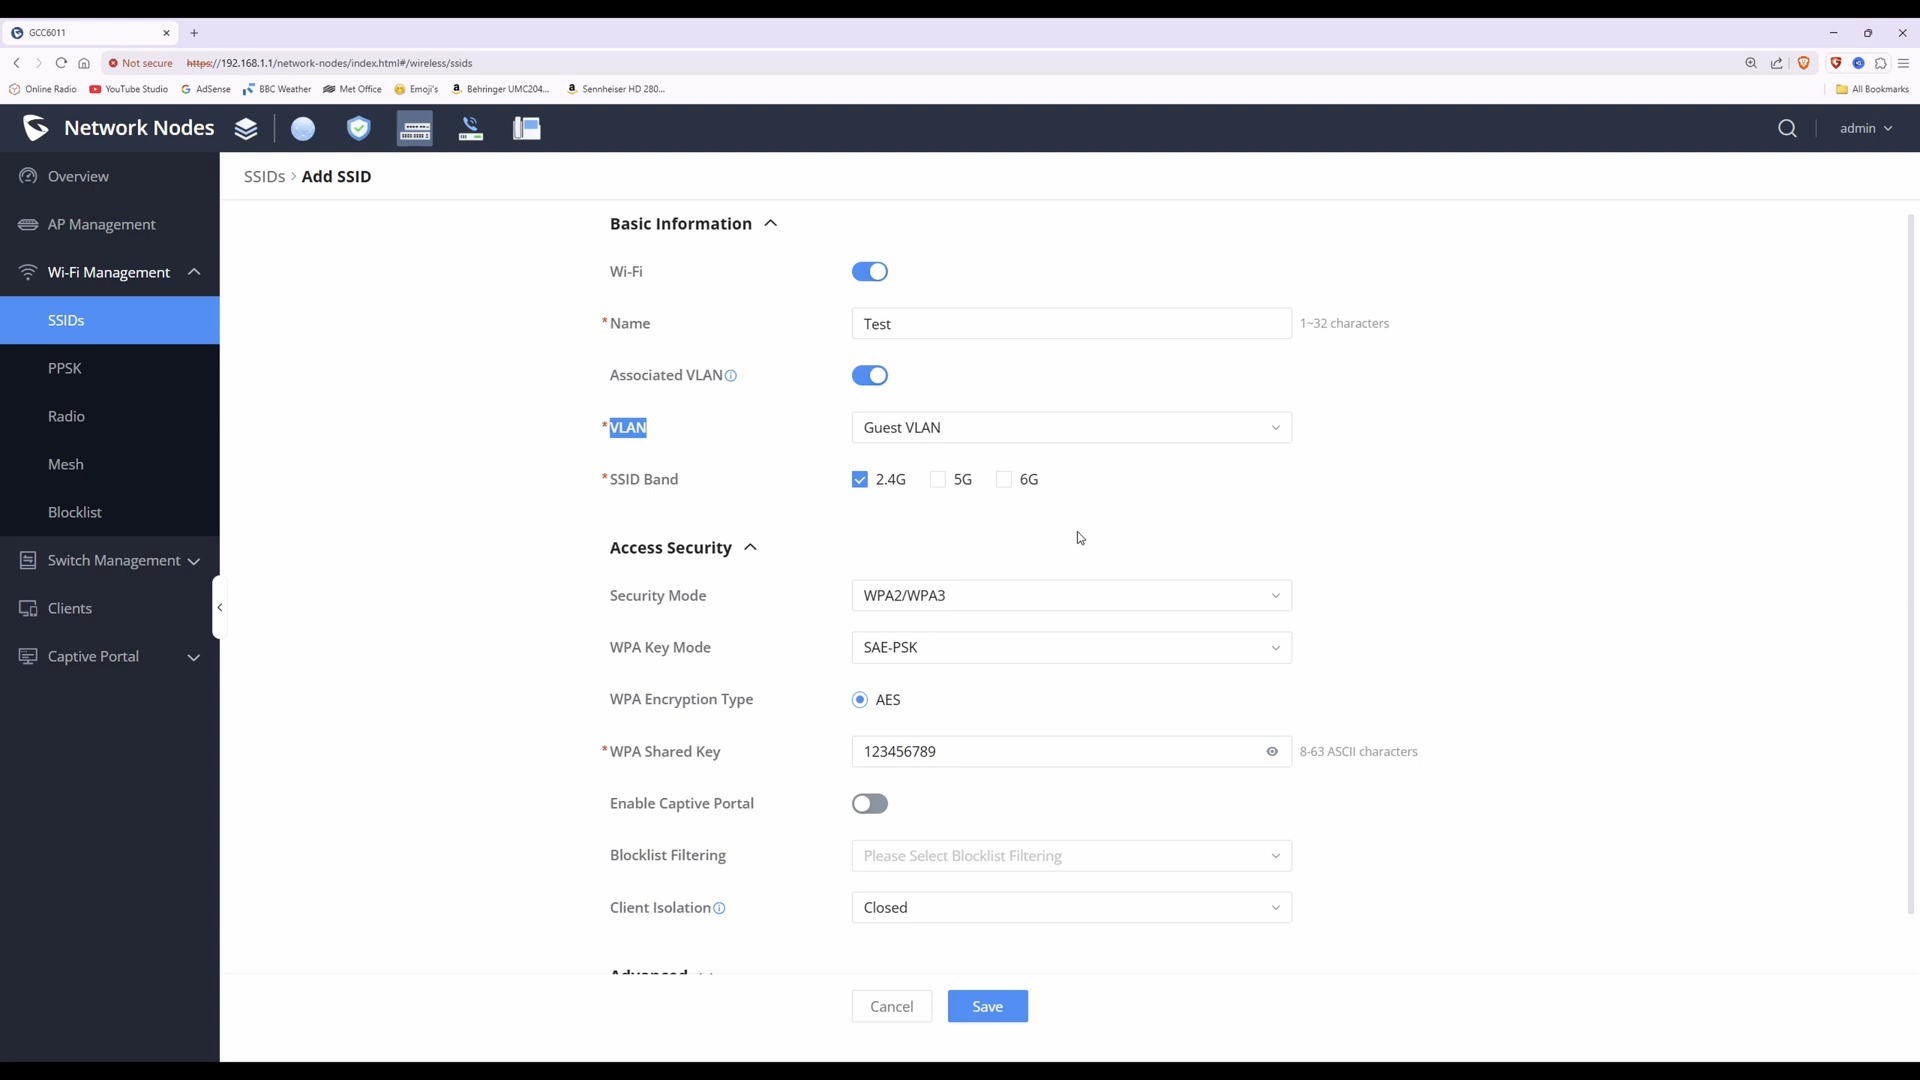 GCC6011
Not secure https://192.168.1.1/network-nodes/index.html#/wireless/ssids
Online Radio YouTube Studio AdSense BBC Weather Met Office Emoji's Behringer UMC204... Sennheiser HD 280... All Bookmarks
Network Nodes admin
Overview
AP Management
Wi-Fi Management
SSIDs
PPSK
Radio
Mesh
Blocklist
Switch Management
Clients
Captive Portal
SSIDs > Add SSID
Basic Information
Wi-Fi
*Name Test 1~32 characters
Associated VLAN
*VLAN Guest VLAN
*SSID Band 2.4G 5G 6G
Access Security
Security Mode WPA2/WPA3
WPA Key Mode SAE-PSK
WPA Encryption Type AES
*WPA Shared Key 123456789 8-63 ASCII characters
Enable Captive Portal
Blocklist Filtering Please Select Blocklist Filtering
Client Isolation Closed
Advanced
Cancel Save